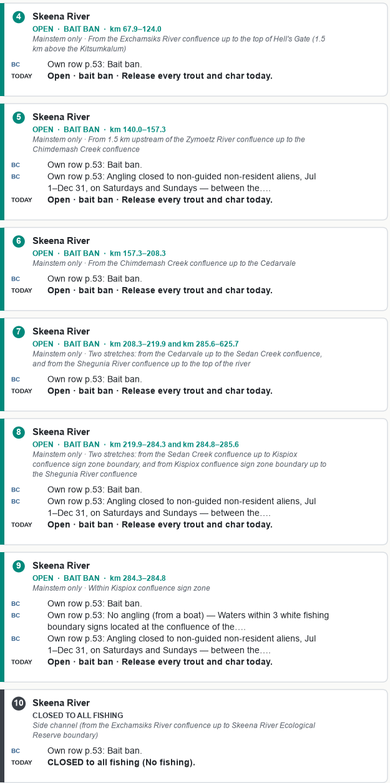 4 Skeena River
OPEN · BAIT BAN · km 67.9–124.0
Mainstem only · From the Exchamsiks River confluence up to the top of Hell's Gate (1.5
km above the Kitsumkalum)
BC Own row p.53: Bait ban.
TODAY Open · bait ban · Release every trout and char today.
5 Skeena River
OPEN · BAIT BAN · km 140.0–157.3
Mainstem only · From 1.5 km upstream of the Zymoetz River confluence up to the
Chimdemash Creek confluence
BC Own row p.53: Bait ban.
BC Own row p.53: Angling closed to non-guided non-resident aliens, Jul
1–Dec 31, on Saturdays and Sundays — between the….
TODAY Open · bait ban · Release every trout and char today.
6 Skeena River
OPEN · BAIT BAN · km 157.3–208.3
Mainstem only · From the Chimdemash Creek confluence up to the Cedarvale
BC Own row p.53: Bait ban.
TODAY Open · bait ban · Release every trout and char today.
7 Skeena River
OPEN · BAIT BAN · km 208.3–219.9 and km 285.6–625.7
Mainstem only · Two stretches: from the Cedarvale up to the Sedan Creek confluence,
and from the Shegunia River confluence up to the top of the river
BC Own row p.53: Bait ban.
TODAY Open · bait ban · Release every trout and char today.
8 Skeena River
OPEN · BAIT BAN · km 219.9–284.3 and km 284.8–285.6
Mainstem only · Two stretches: from the Sedan Creek confluence up to Kispiox
confluence sign zone boundary, and from Kispiox confluence sign zone boundary up to
the Shegunia River confluence
BC Own row p.53: Bait ban.
BC Own row p.53: Angling closed to non-guided non-resident aliens, Jul
1–Dec 31, on Saturdays and Sundays — between the….
TODAY Open · bait ban · Release every trout and char today.
9 Skeena River
OPEN · BAIT BAN · km 284.3–284.8
Mainstem only · Within Kispiox confluence sign zone
BC Own row p.53: Bait ban.
BC Own row p.53: No angling (from a boat) — Waters within 3 white fishing
boundary signs located at the confluence of the….
BC Own row p.53: Angling closed to non-guided non-resident aliens, Jul
1–Dec 31, on Saturdays and Sundays — between the….
TODAY Open · bait ban · Release every trout and char today.
10 Skeena River
CLOSED TO ALL FISHING
Side channel (from the Exchamsiks River confluence up to Skeena River Ecological
Reserve boundary)
BC Own row p.53: Bait ban.
TODAY CLOSED to all fishing (No fishing).